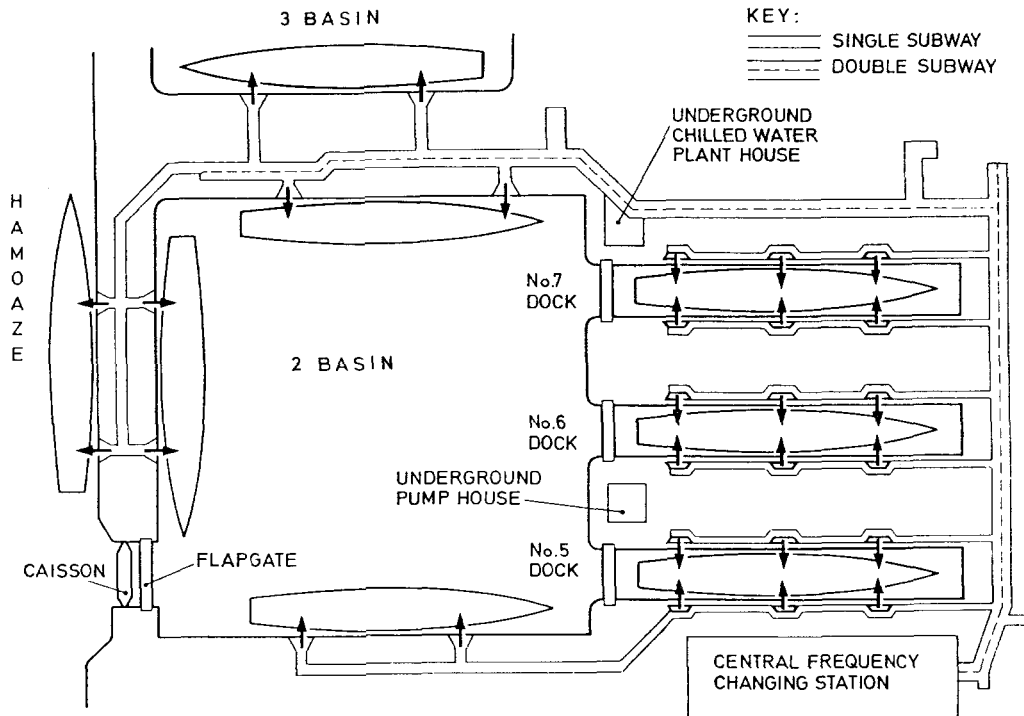 3 BASIN
KEY:
SINGLE SUBWAY
DOUBLE SUBWAY
UNDERGROUND
CHILLED WATER
PLANT HOUSE
HAMOAZE
No.7
DOCK
2 BASIN
No.6
DOCK
UNDERGROUND
PUMP HOUSE
No.5
DOCK
FLAPGATE
CAISSON
CENTRAL FREQUENCY
CHANGING STATION